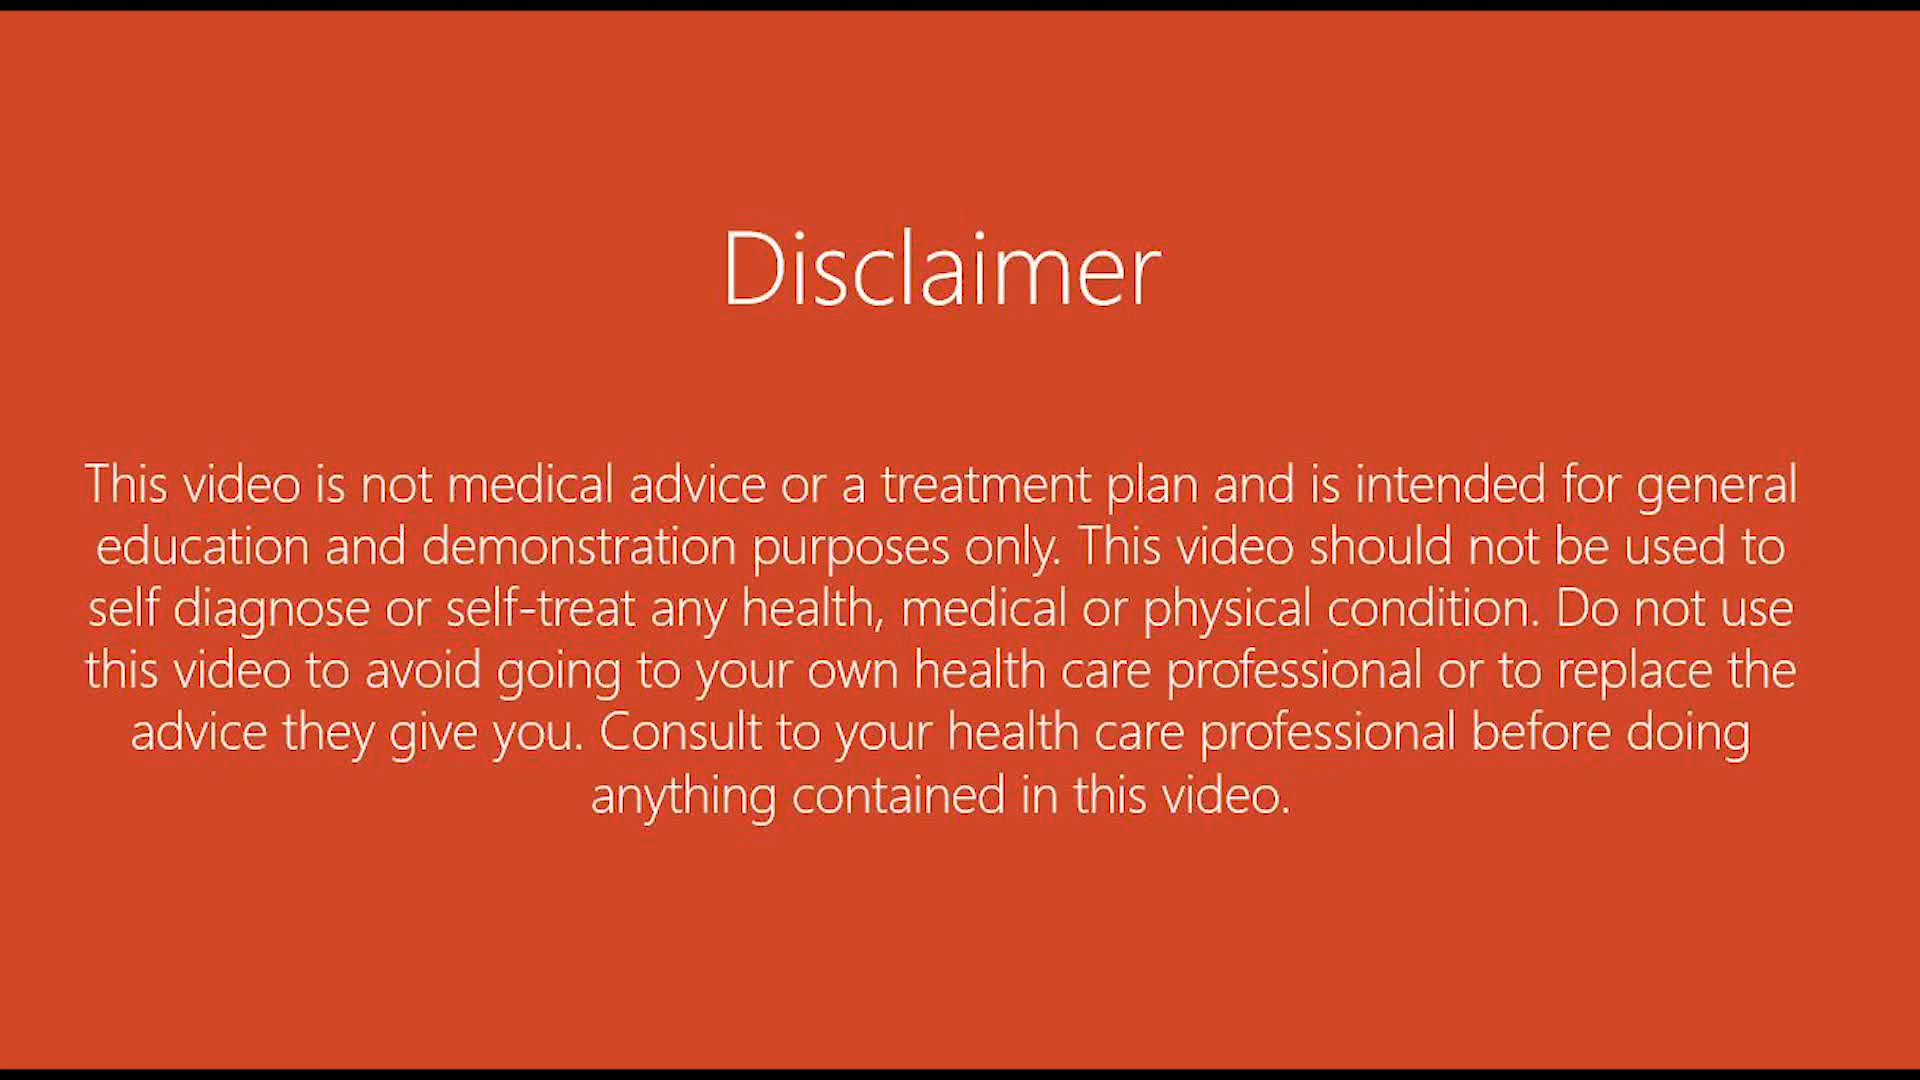 Disclaimer
This video is not medical advice or a treatment plan and is intended for general
education and demonstration purposes only. This video should not be used to
self diagnose or self-treat any health, medical or physical condition. Do not use
this video to avoid going to your own health care professional or to replace the
advice they give you. Consult to your health care professional before doing
anything contained in this video.